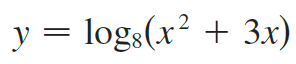 y = log₈(x² + 3x)